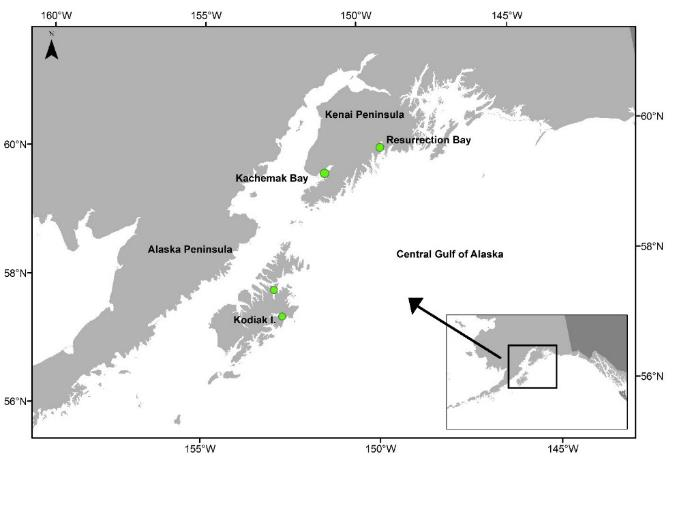 160°W 155°W 150°W 145°W
N
Kenai Peninsula
60°N
Resurrection Bay
60°N
Kachemak Bay
Alaska Peninsula
58°N
Central Gulf of Alaska
58°N
Kodiak I.
56°N
56°N
155°W 150°W 145°W